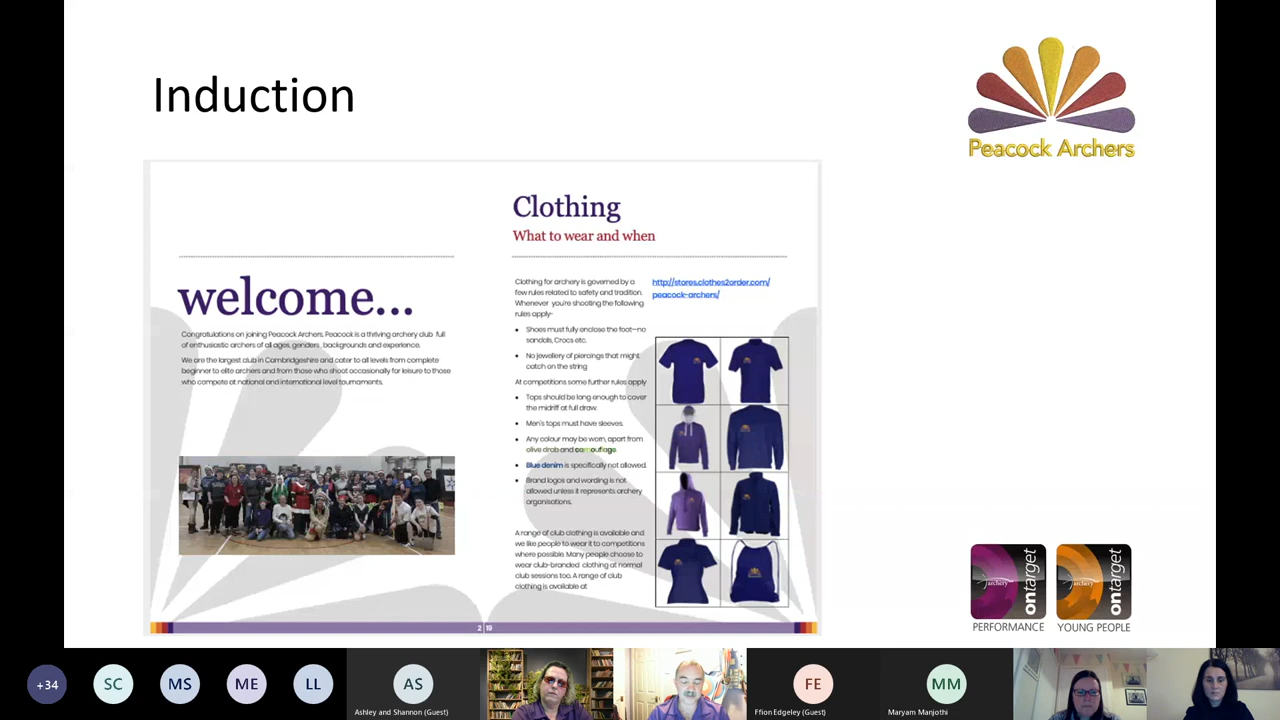 Induction
Peacock Archers
welcome...
Congratulations on joining Peacock Archers. Peacock is a thriving archery club full
of enthusiastic archers of all ages, genders backgrounds and experience.
We are the largest club in Cambridgeshire and cater to all levels from complete
beginner to elite archers and from those who shoot occasionally for leisure to those
who compete at national and international level tournaments.
Clothing
What to wear and when
Clothing for archery is governed by a
few rules related to safety and tradition.
Whenever you're shooting the following
rules apply-
• Shoes must fully enclose the foot—no
sandals, Crocs etc.
• No jewellery of piercings that might
catch on the string
At competitions some further rules apply
• Tops should be long enough to cover
the midriff at full draw.
• Men's tops must have sleeves.
• Any colour may be worn, apart from
olive drab and camouflage.
• Blue denim is specifically not allowed.
• Brand logos and wording is not
allowed unless it represents archery
organisations.
A range of club clothing is available and
we like people to wear it to competitions
where possible. Many people choose to
wear club-branded clothing at normal
club sessions too. A range of club
clothing is available at
http://stores.clothes2order.com/
peacock-archers/
2 | 19
archery
ontarget
PERFORMANCE
archery
ontarget
YOUNG PEOPLE
+34
SC
MS
ME
LL
AS
Ashley and Shannon (Guest)
FE
Ffion Edgeley (Guest)
MM
Maryam Manjothi